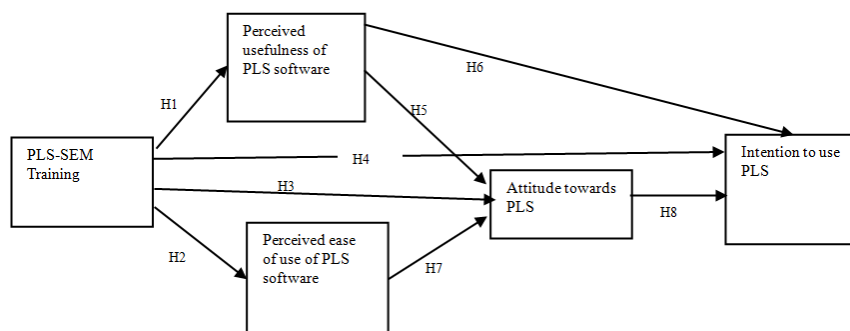 Perceived
usefulness of
PLS software
H6
H1
H5
PLS-SEM
Training
H4
Intention to use
PLS
H3
Attitude towards
PLS
H8
Perceived ease
of use of PLS
software
H2
H7